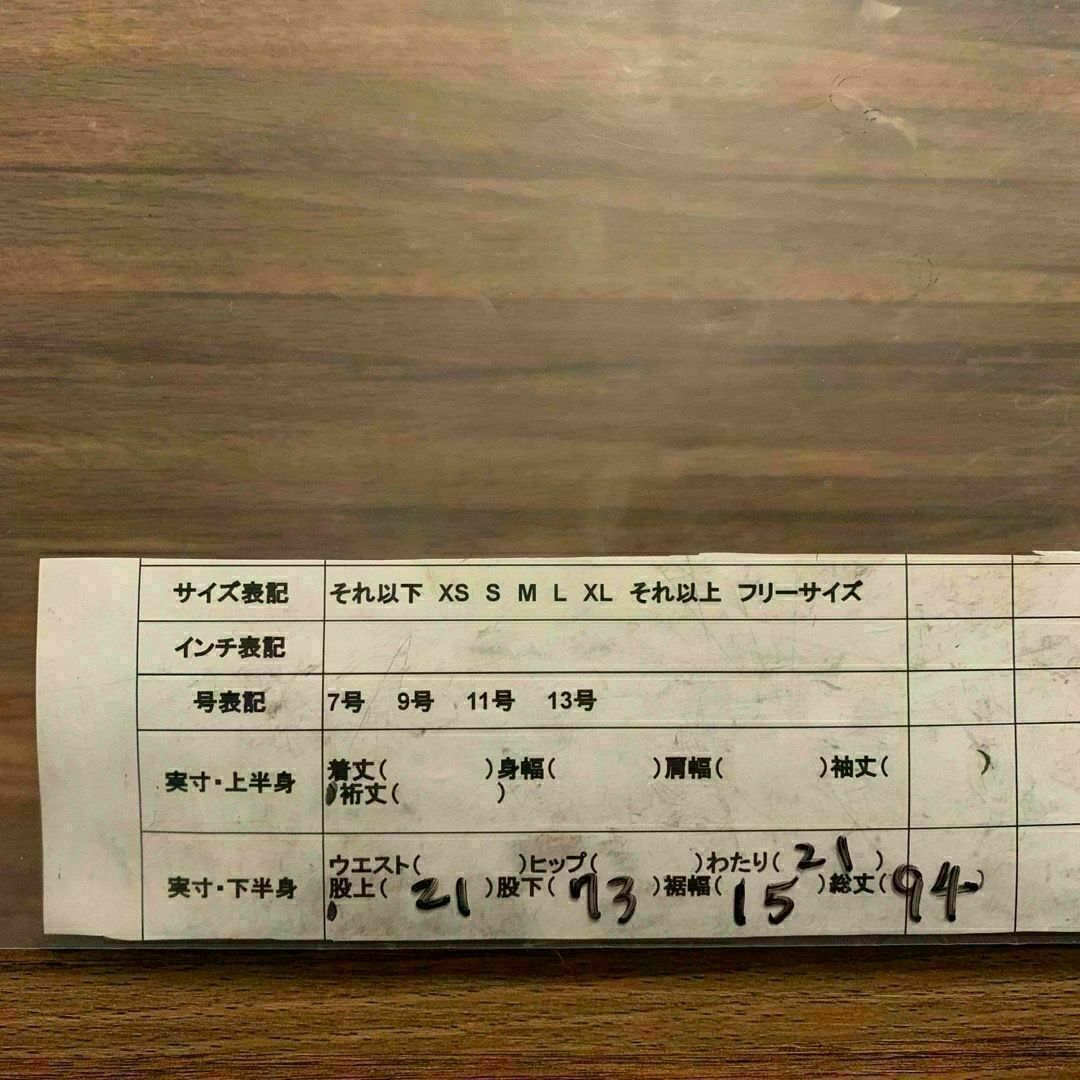 サイズ表記 それ以下 XS S M L XL それ以上 フリーサイズ
インチ表記
号表記 7号 9号 11号 13号
実寸・上半身 着丈( )身幅( )肩幅( )袖丈( )
裄丈( )
実寸・下半身 ウエスト( )ヒップ( )わたり( 21 )
股上( 21 )股下( 73 )裾幅( 15 )総丈( 94 )